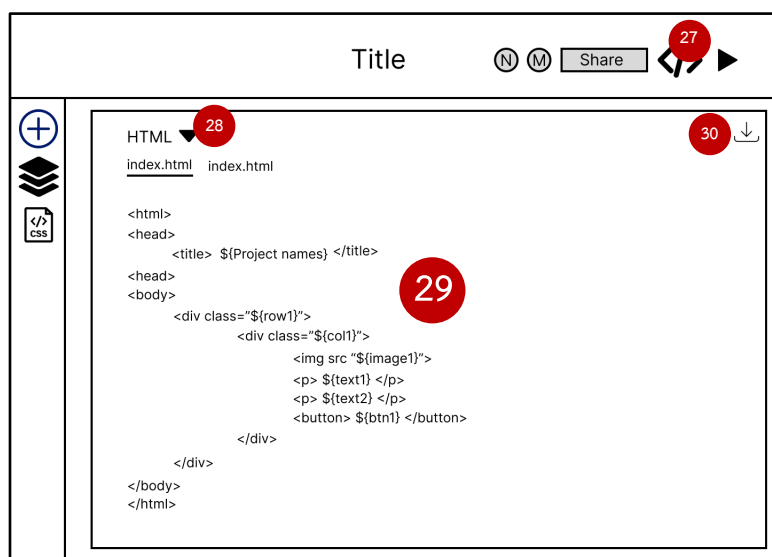 Title N M Share </> 27
HTML 28
30
index.html index.html
</> CSS
<html>
<head>
<title> ${Project names} </title>
<head>
<body>
29
<div class=”${row1}”>
<div class=”${col1}”>
<img src “${image1}”>
<p> ${text1} </p>
<p> ${text2} </p>
<button> ${btn1} </button>
</div>
</div>
</body>
</html>